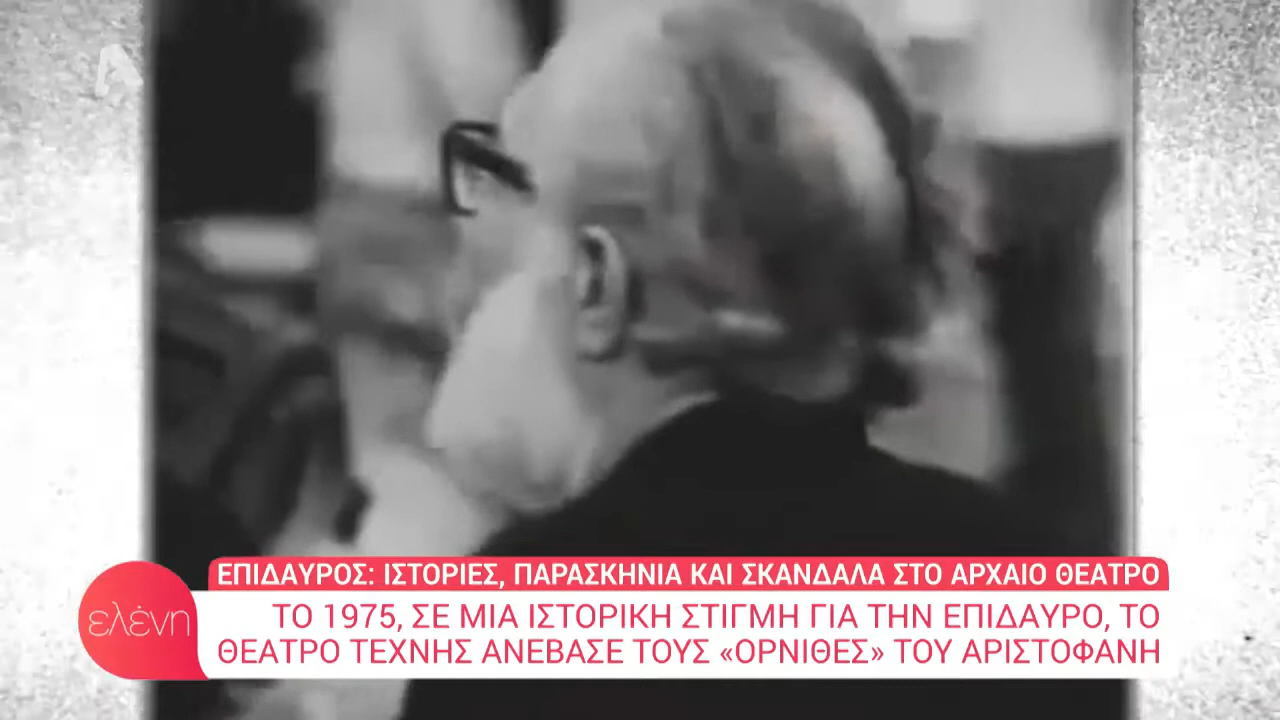 ΕΠΙΔΑΥΡΟΣ: ΙΣΤΟΡΙΕΣ, ΠΑΡΑΣΚΗΝΙΑ ΚΑΙ ΣΚΑΝΔΑΛΑ ΣΤΟ ΑΡΧΑΙΟ ΘΕΑΤΡΟ
ελένη
ΤΟ 1975, ΣΕ ΜΙΑ ΙΣΤΟΡΙΚΗ ΣΤΙΓΜΗ ΓΙΑ ΤΗΝ ΕΠΙΔΑΥΡΟ, ΤΟ
ΘΕΑΤΡΟ ΤΕΧΝΗΣ ΑΝΕΒΑΣΕ ΤΟΥΣ «ΟΡΝΙΘΕΣ» ΤΟΥ ΑΡΙΣΤΟΦΑΝΗ